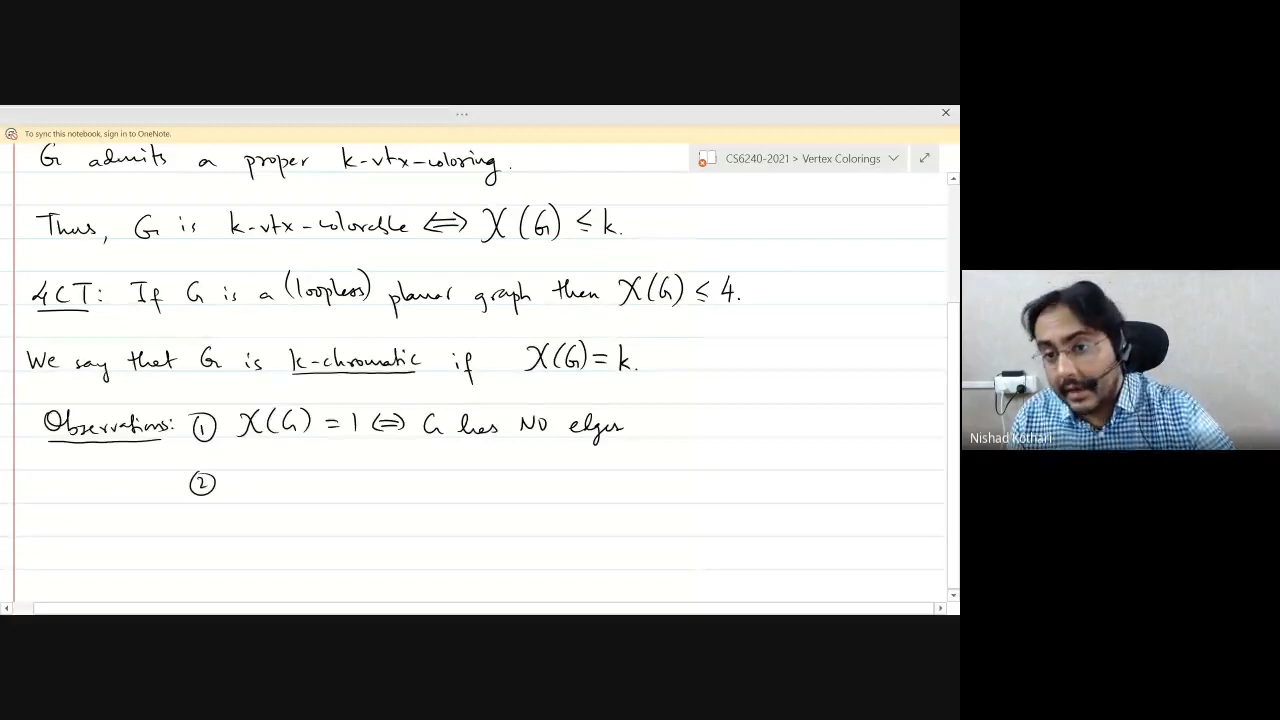 To sync this notebook, sign in to OneNote.
G admits a proper k-vtx-coloring.
CS6240-2021 > Vertex Colorings
Thus, G is k-vtx-colorable ⟺ χ(G) ≤ k.
4CT: If G is a (loopless) planar graph then χ(G) ≤ 4.
We say that G is k-chromatic if χ(G) = k.
Observations: ① χ(G) = 1 ⟺ G has NO edges
②
Nishad Kothari